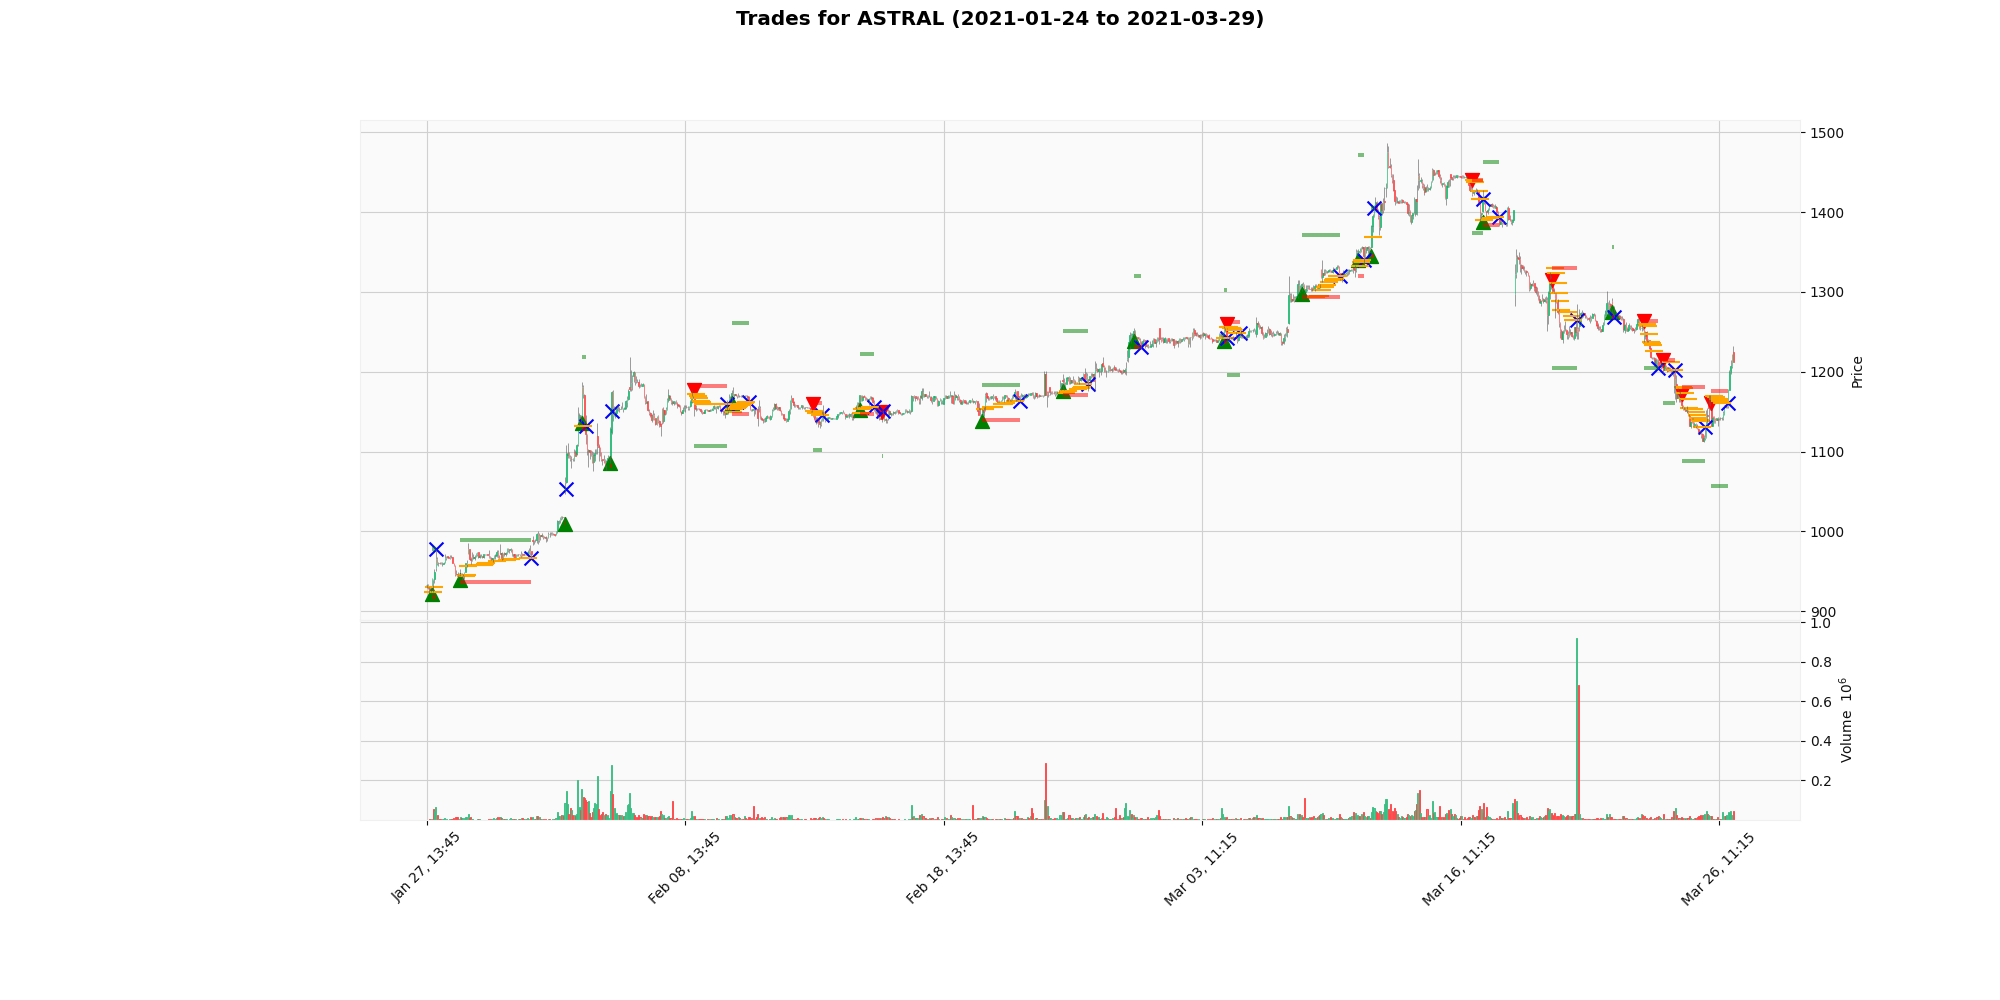 Trades for ASTRAL (2021-01-24 to 2021-03-29)
1500
1400
1300
1200
1100
1000
900
Price
1.0
0.8
0.6
0.4
0.2
Volume 10^6
Jan 27, 13:45
Feb 08, 13:45
Feb 18, 13:45
Mar 03, 11:15
Mar 16, 11:15
Mar 26, 11:15